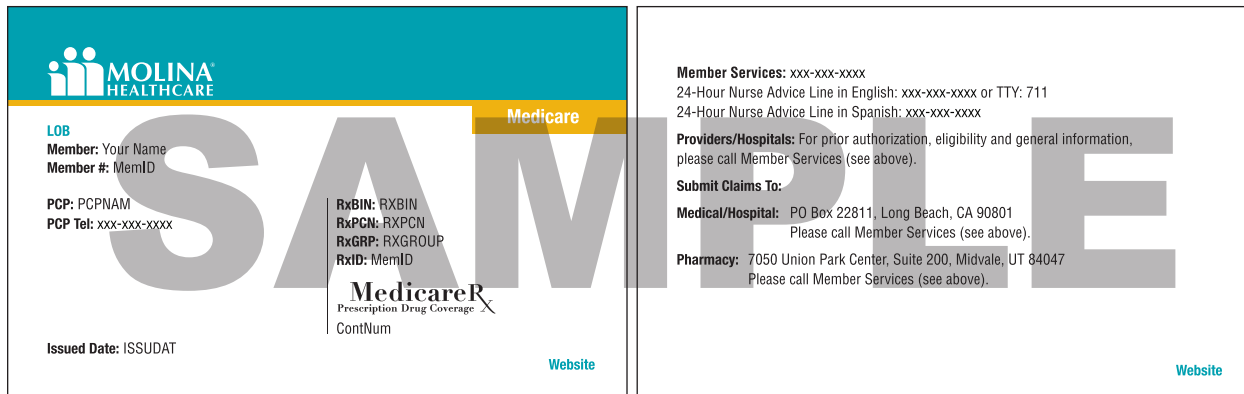 MOLINA®
HEALTHCARE
Medicare
LOB
Member: Your Name
Member #: MemID
PCP: PCPNAM
PCP Tel: xxx-xxx-xxxx
RxBIN: RXBIN
RxPCN: RXPCN
RxGRP: RXGROUP
RxID: MemID
MedicareRx
Prescription Drug Coverage
ContNum
Issued Date: ISSUDAT
Website
SAMPLE
Member Services: xxx-xxx-xxxx
24-Hour Nurse Advice Line in English: xxx-xxx-xxxx or TTY: 711
24-Hour Nurse Advice Line in Spanish: xxx-xxx-xxxx
Providers/Hospitals: For prior authorization, eligibility and general information,
please call Member Services (see above).
Submit Claims To:
Medical/Hospital: PO Box 22811, Long Beach, CA 90801
Please call Member Services (see above).
Pharmacy: 7050 Union Park Center, Suite 200, Midvale, UT 84047
Please call Member Services (see above).
Website